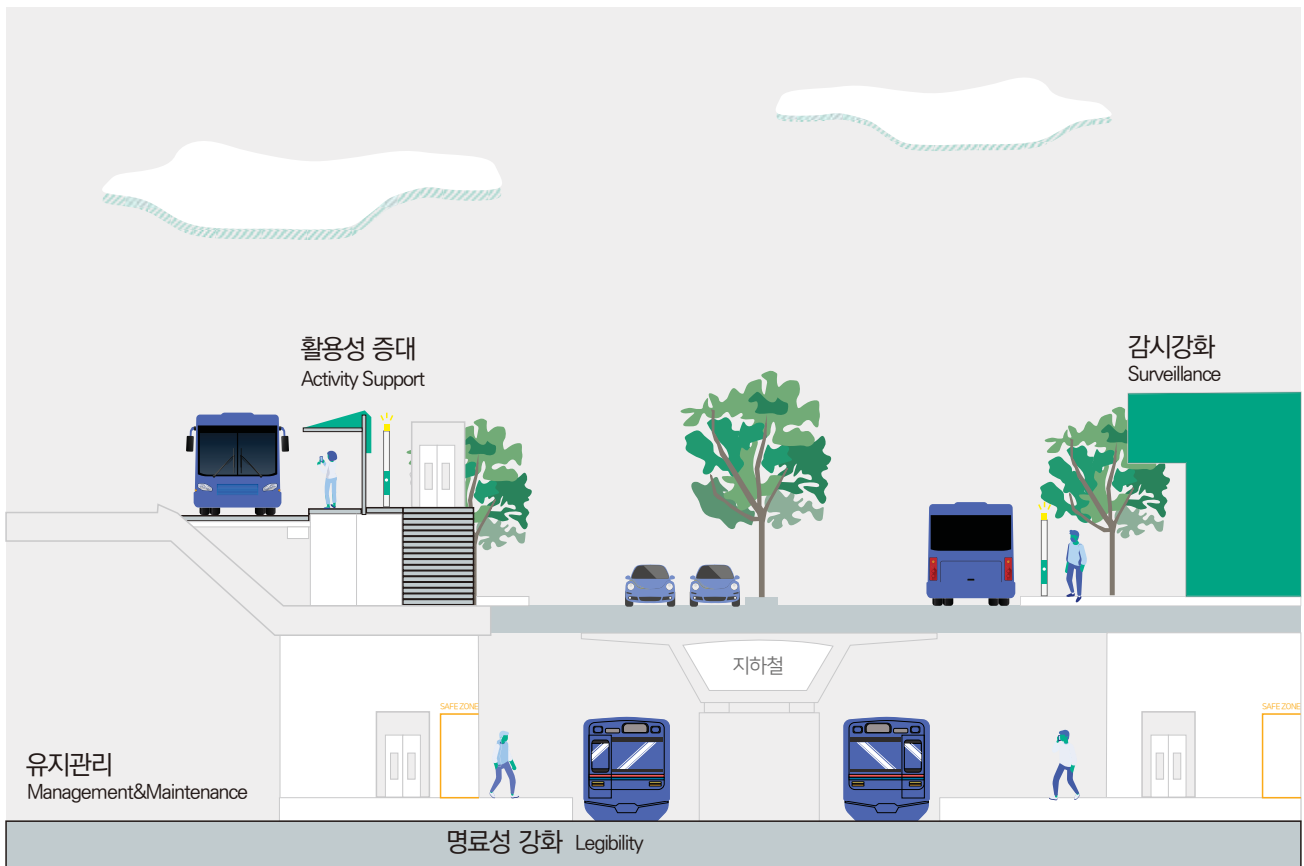 활용성 증대
Activity Support
감시강화
Surveillance
지하철
SAFE ZONE
SAFE ZONE
유지관리
Management&Maintenance
명료성 강화 Legibility